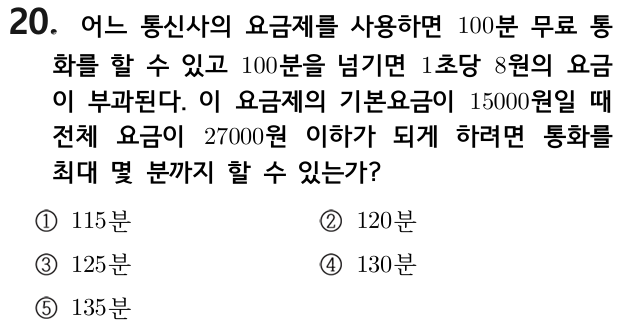 20. 어느 통신사의 요금제를 사용하면 100분 무료 통
화를 할 수 있고 100분을 넘기면 1초당 8원의 요금
이 부과된다. 이 요금제의 기본요금이 15000원일 때
전체 요금이 27000원 이하가 되게 하려면 통화를
최대 몇 분까지 할 수 있는가?
① 115분 ② 120분
③ 125분 ④ 130분
⑤ 135분